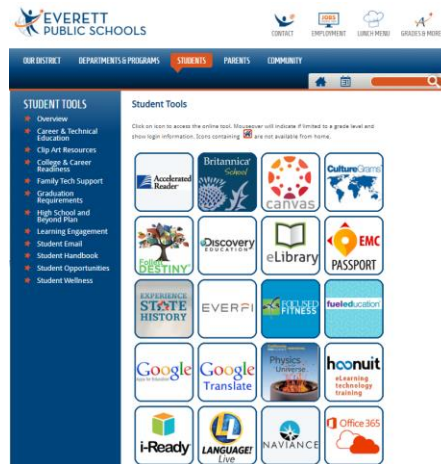 EVERETT
PUBLIC SCHOOLS
CONTACT
JOBS
EMPLOYMENT
LUNCH MENU
GRADES & MORE
OUR DISTRICT
DEPARTMENTS & PROGRAMS
STUDENTS
PARENTS
COMMUNITY
STUDENT TOOLS
Overview
Career & Technical
Education
Clip Art Resources
College & Career
Readiness
Family Tech Support
Graduation
Requirements
High School and
Beyond Plan
Learning Engagement
Student Email
Student Handbook
Student Opportunities
Student Wellness
Student Tools
Click on icon to access the online tool. Mouseover will indicate if limited to a grade level and
show login information. Icons containing are not available from home.
Accelerated
Reader
Britannica
School
canvas
CultureGrams
Follett
DESTINY
Discovery
EDUCATION
eLibrary
EMC
PASSPORT
EXPERIENCE
STATE
HISTORY
EVERFI
FOCUSED
FITNESS
fueleducation
Google
Google
Translate
Physics
Universe
hoonuit
eLearning
technology
training
i-Ready
LANGUAGE!
Live
NAVIANCE
Office 365